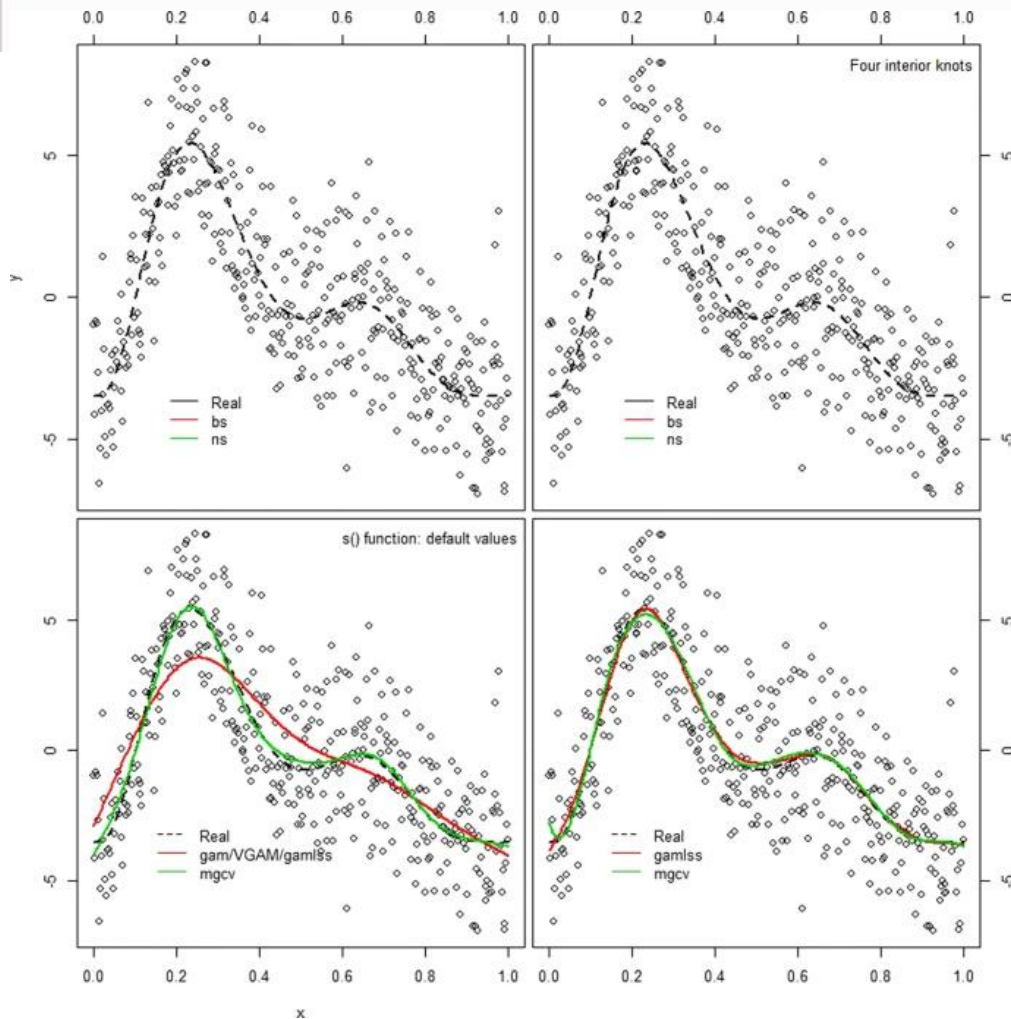 0.0 0.2 0.4 0.6 0.8 1.0
0.0 0.2 0.4 0.6 0.8 1.0
5
0
-5
y
Real
bs
ns
Four interior knots
5
0
-5
Real
bs
ns
s() function: default values
5
0
-5
Real
gam/VGAM/gamlss
mgcv
5
0
-5
Real
gamlss
mgcv
0.0 0.2 0.4 0.6 0.8 1.0
0.0 0.2 0.4 0.6 0.8 1.0
x